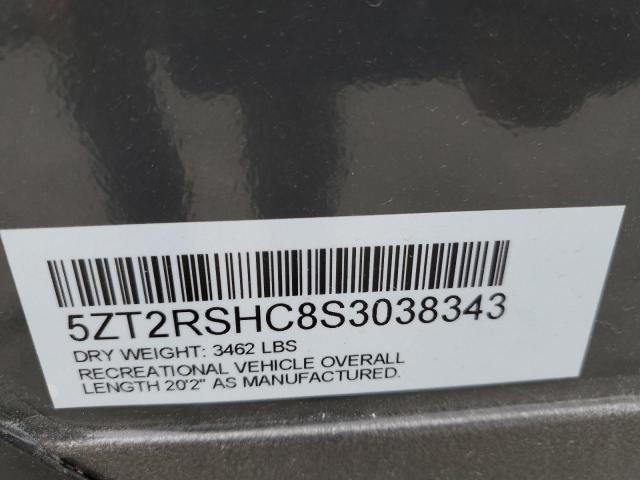 5ZT2RSHC8S3038343
DRY WEIGHT: 3462 LBS
RECREATIONAL VEHICLE OVERALL
LENGTH 20'2" AS MANUFACTURED.